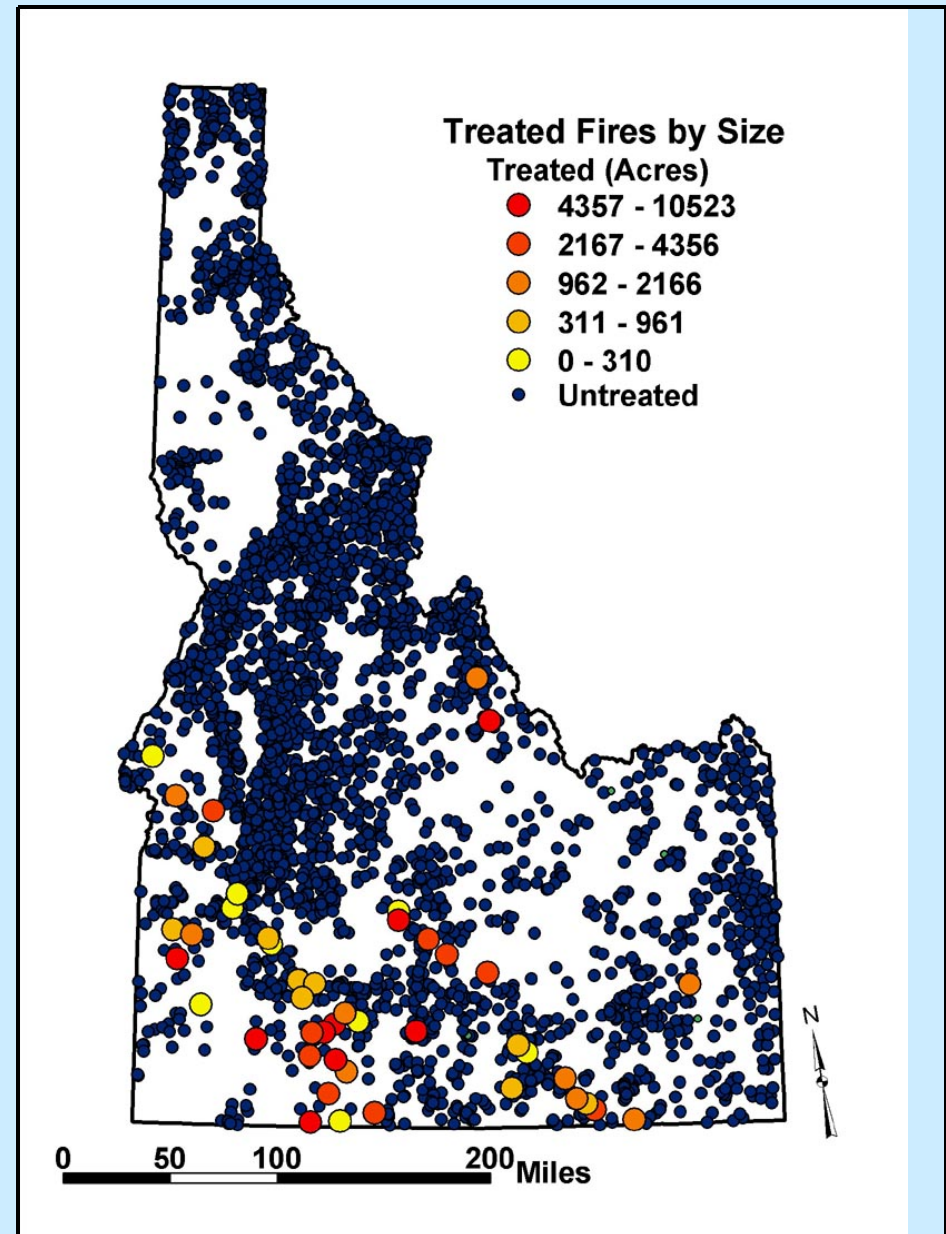 Treated Fires by Size
Treated (Acres)
4357 - 10523
2167 - 4356
962 - 2166
311 - 961
0 - 310
Untreated
N
0 50 100 200 Miles